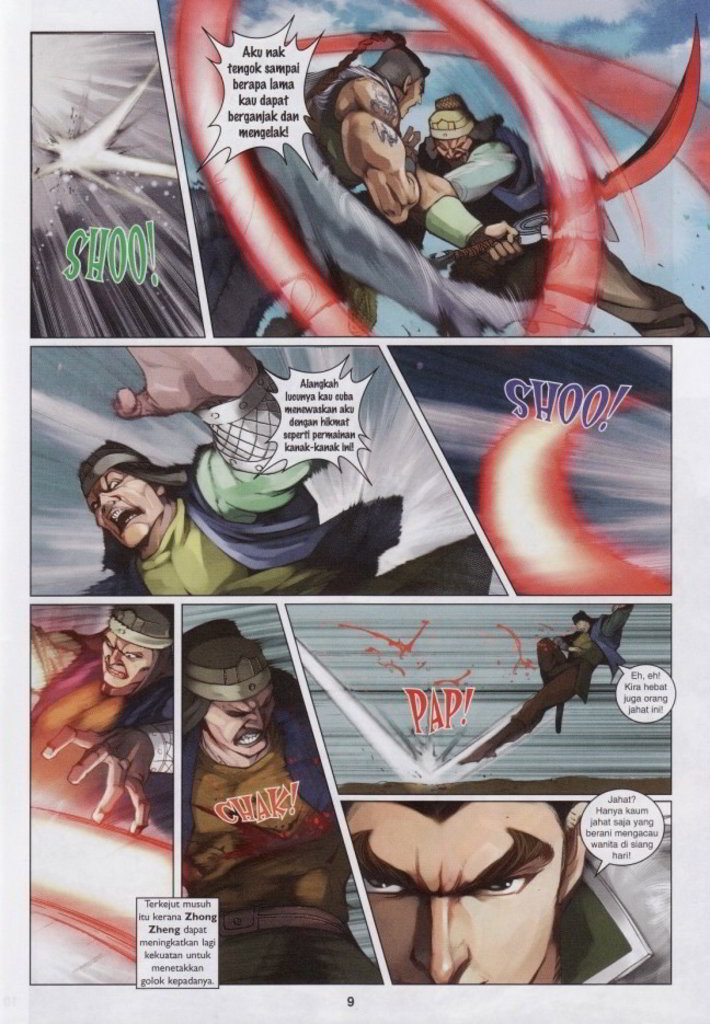 Aku nak
tengok sampai
berapa lama
kau dapat
berganjak dan
mengelak!
SHOO!
Alangkah
lucunya kau cuba
menewaskan aku
dengan hikmat
seperti permainan
kanak-kanak ini!
SHOO!
Terkejut musuh
itu kerana Zhong
Zheng dapat
meningkatkan lagi
kekuatan untuk
menetakkan
golok kepadanya.
CHAK!
PAP!
Eh, eh!
Kira hebat
juga orang
jahat ini!
Jahat?
Hanya kaum
jahat saja yang
berani mengacau
wanita di siang
hari!
9